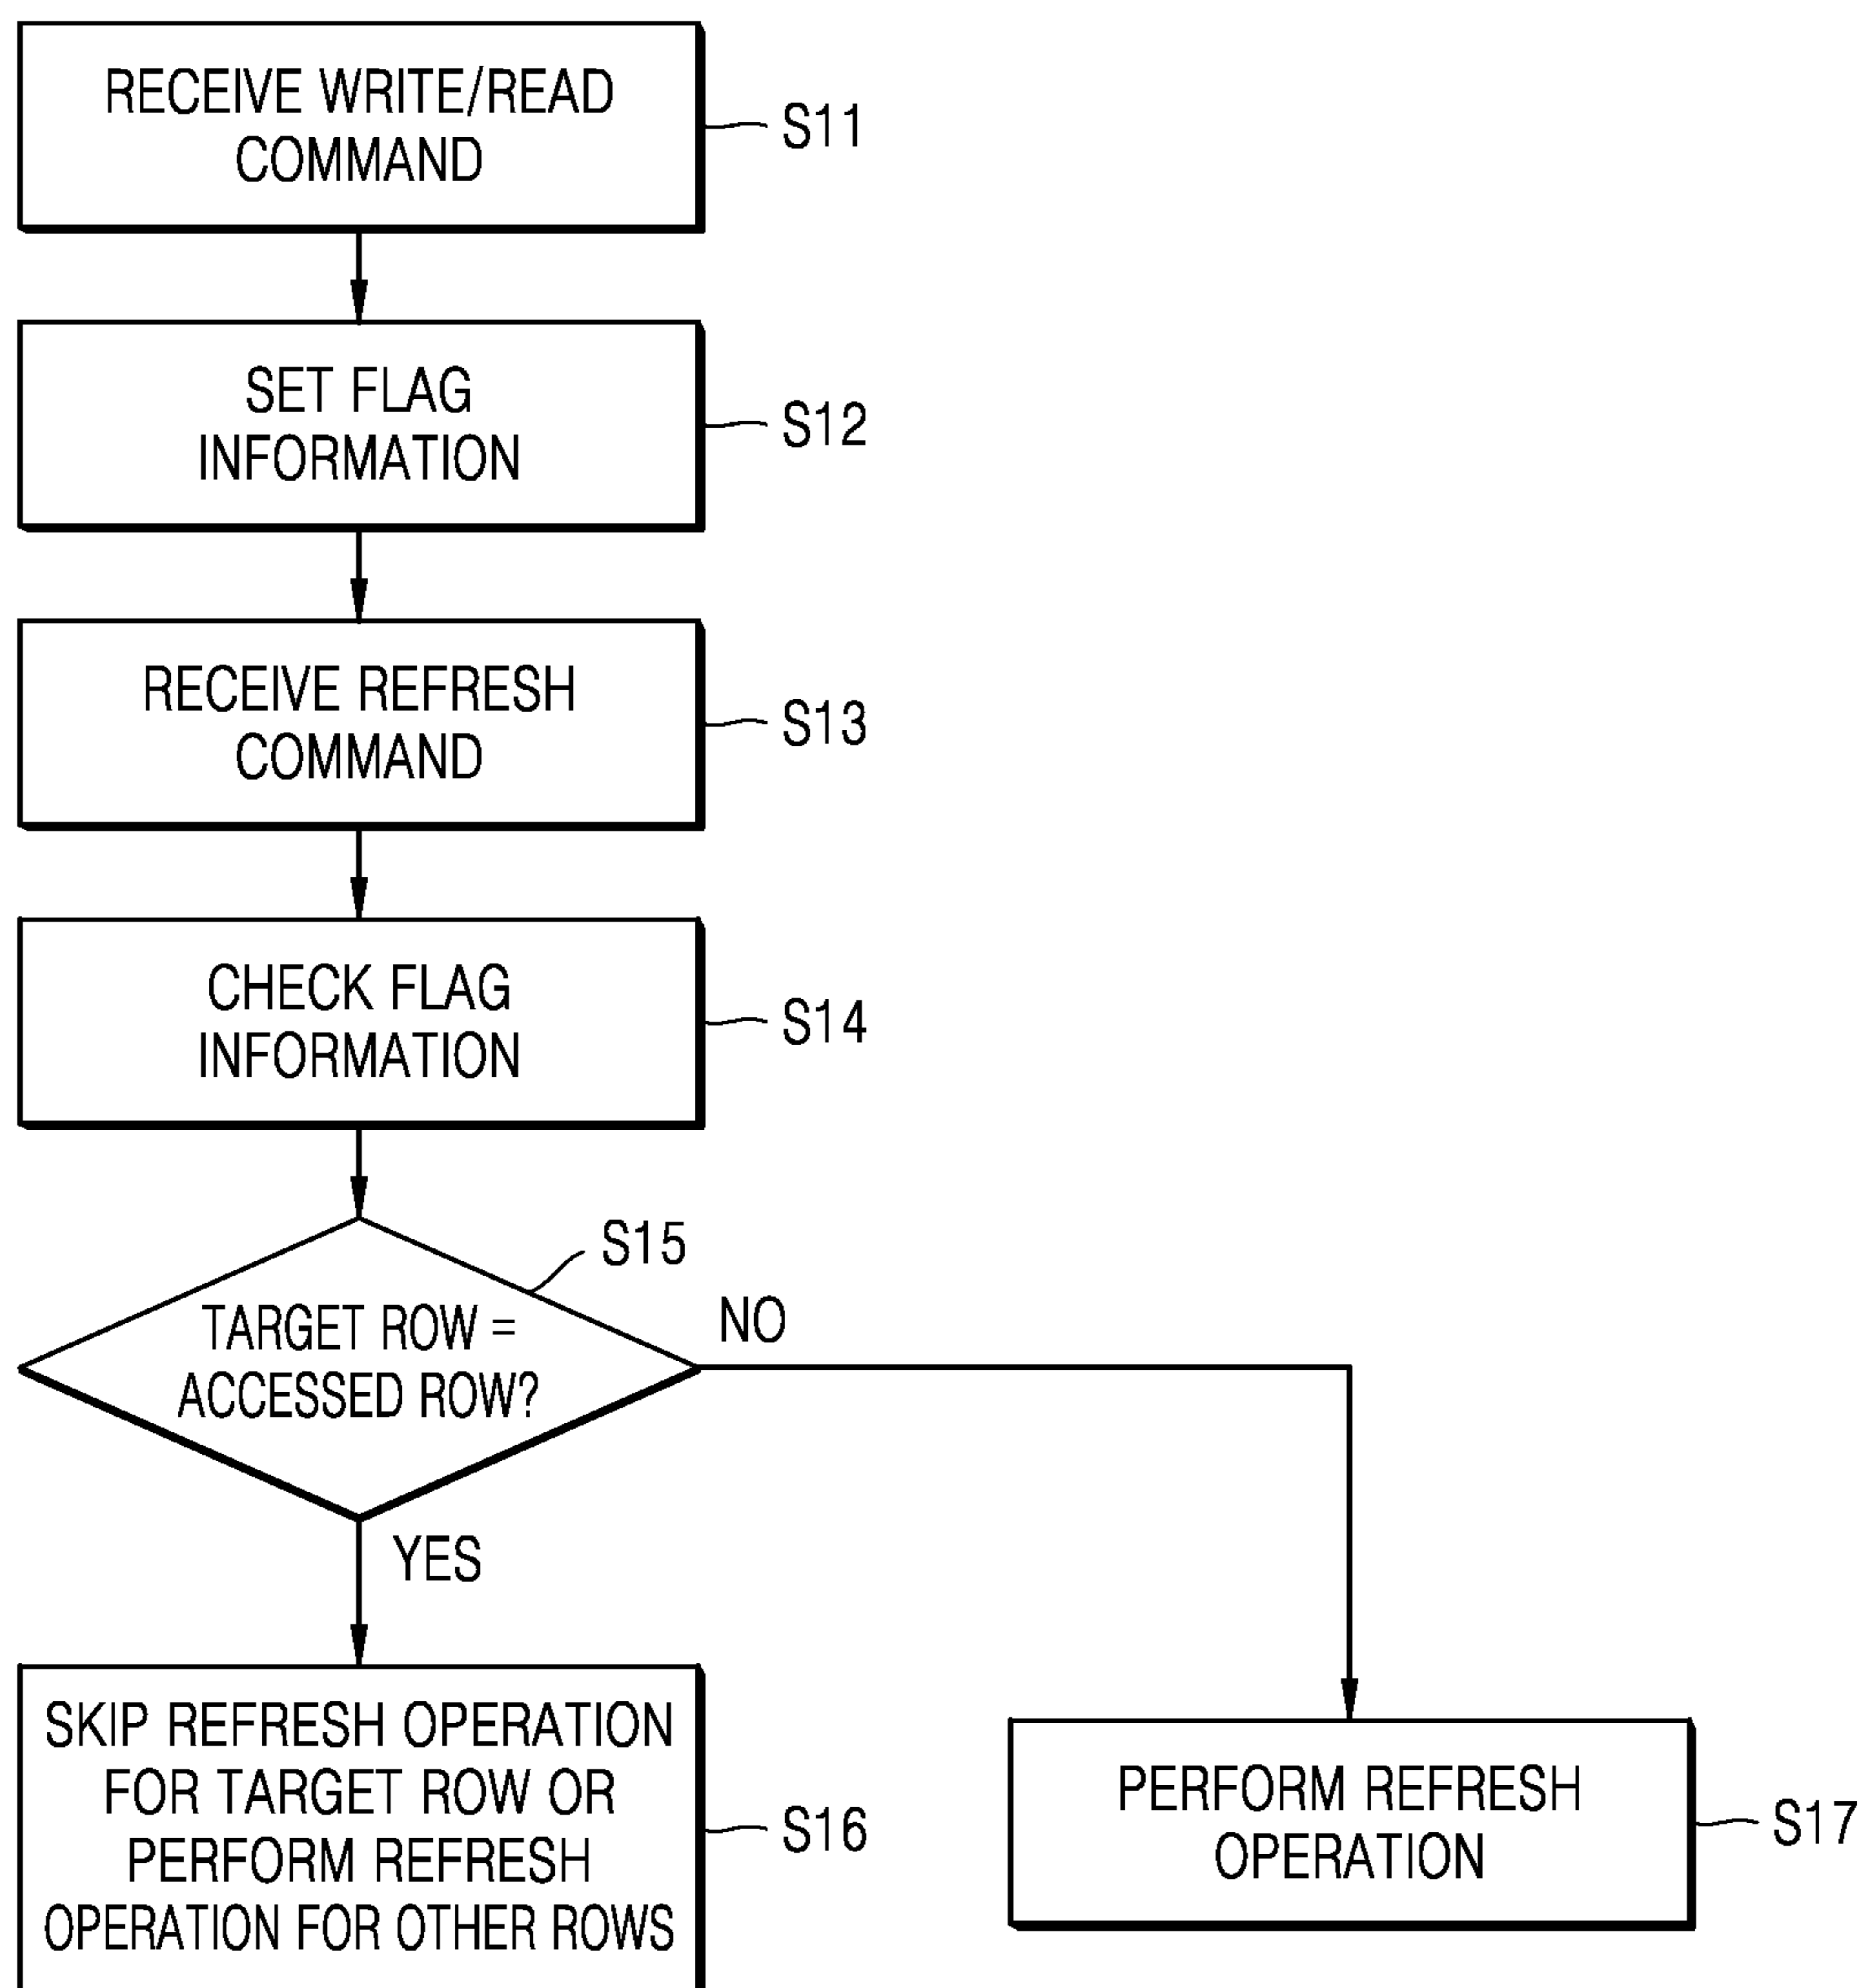 RECEIVE WRITE/READ
COMMAND
S11
SET FLAG
INFORMATION
S12
RECEIVE REFRESH
COMMAND
S13
CHECK FLAG
INFORMATION
S14
S15
TARGET ROW =
ACCESSED ROW?
NO
YES
SKIP REFRESH OPERATION
FOR TARGET ROW OR
PERFORM REFRESH
OPERATION FOR OTHER ROWS
S16
PERFORM REFRESH
OPERATION
S17